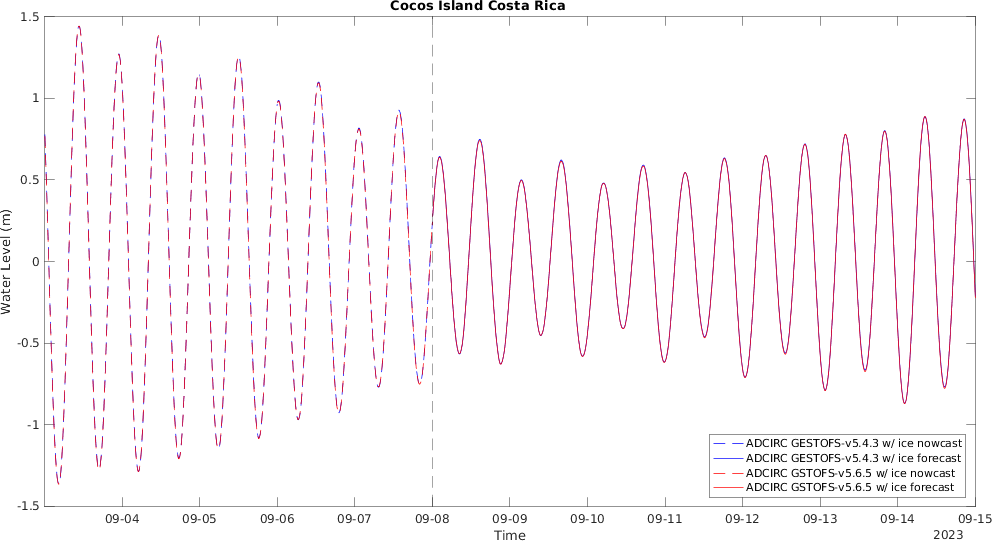 Cocos Island Costa Rica
1.5
1
0.5
0
-0.5
-1
-1.5
Water Level (m)
09-04 09-05 09-06 09-07 09-08 09-09 09-10 09-11 09-12 09-13 09-14 09-15
Time
2023
ADCIRC GESTOFS-v5.4.3 w/ ice nowcast
ADCIRC GESTOFS-v5.4.3 w/ ice forecast
ADCIRC GSTOFS-v5.6.5 w/ ice nowcast
ADCIRC GSTOFS-v5.6.5 w/ ice forecast